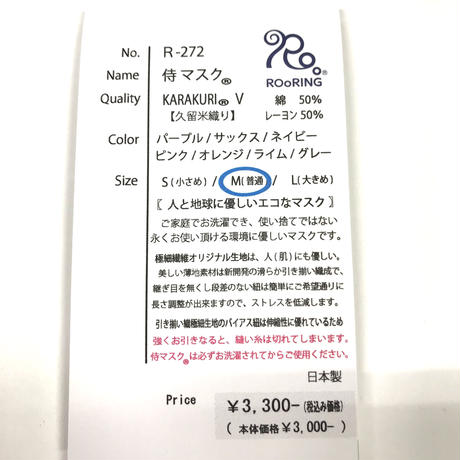 No. R-272
ROoRING
Name 侍マスク®
Quality KARAKURI® V 綿 50%
【久留米織り】 レーヨン 50%
Color パープル / サックス / ネイビー
ピンク / オレンジ / ライム / グレー
Size S (小さめ) / M (普通) / L (大きめ)
〖 人と地球に優しいエコなマスク 〗
ご家庭でお洗濯でき、使い捨てではない
永くお使い頂ける環境に優しいマスクです。
極細繊維オリジナル生地は、人(肌)にも優しい。
美しい薄地素材は新開発の滑らか引き揃い織成で、
継ぎ目を無くし段差のない紐は簡単にご希望通りに
長さ調整が出来ますので、ストレスを低減します。
引き揃い織極細生地のバイアス紐は伸縮性に優れているため
強くお引きなると、縫い糸は切れてしまいます。
侍マスク®は必ずお洗濯されてからご使用ください。
日本製
Price ¥3,300-(税込み価格)
( 本体価格 ¥3,000- )